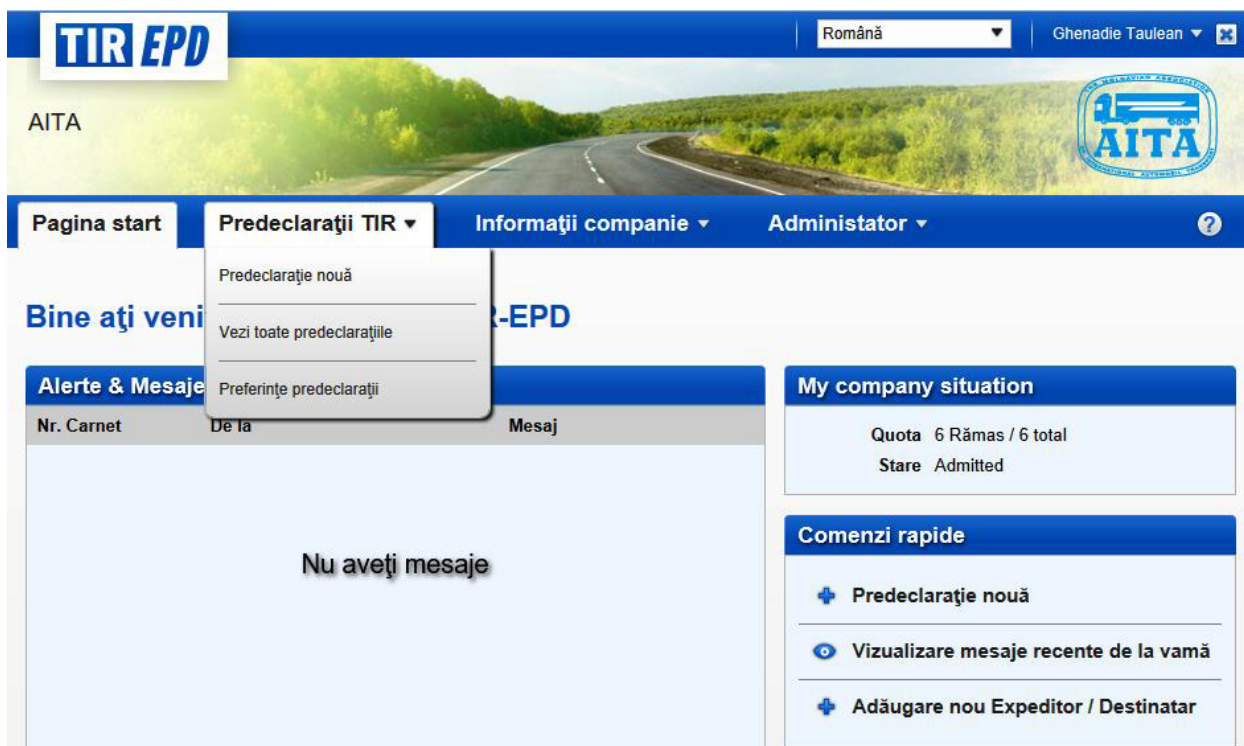 TIR EPD
Română
Ghenadie Taulean
AITA
AITA
Pagina start
Predeclaraţii TIR
Informaţii companie
Administator
?
Predeclaraţie nouă
Vezi toate predeclaraţiile
Preferinţe predeclaraţii
Bine aţi veni
-EPD
Alerte & Mesaje
Nr. Carnet
De la
Mesaj
Nu aveţi mesaje
My company situation
Quota 6 Rămas / 6 total
Stare Admitted
Comenzi rapide
Predeclaraţie nouă
Vizualizare mesaje recente de la vamă
Adăugare nou Expeditor / Destinatar